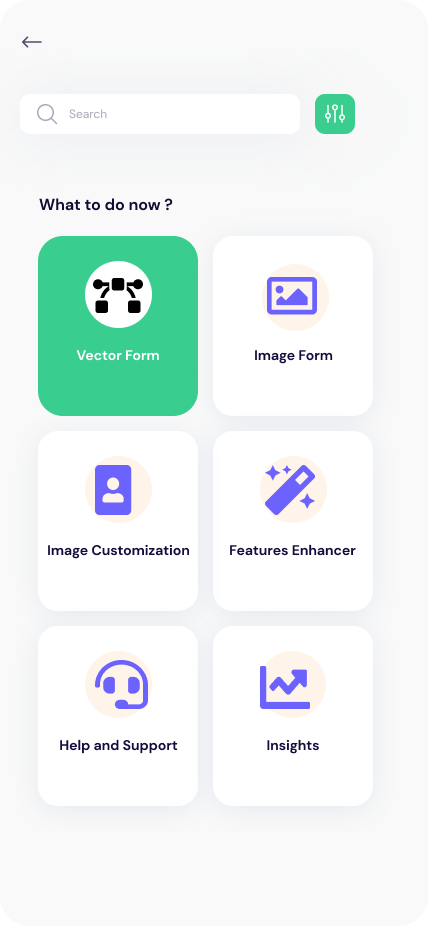 Search
What to do now ?
Vector Form
Image Form
Image Customization
Features Enhancer
Help and Support
Insights